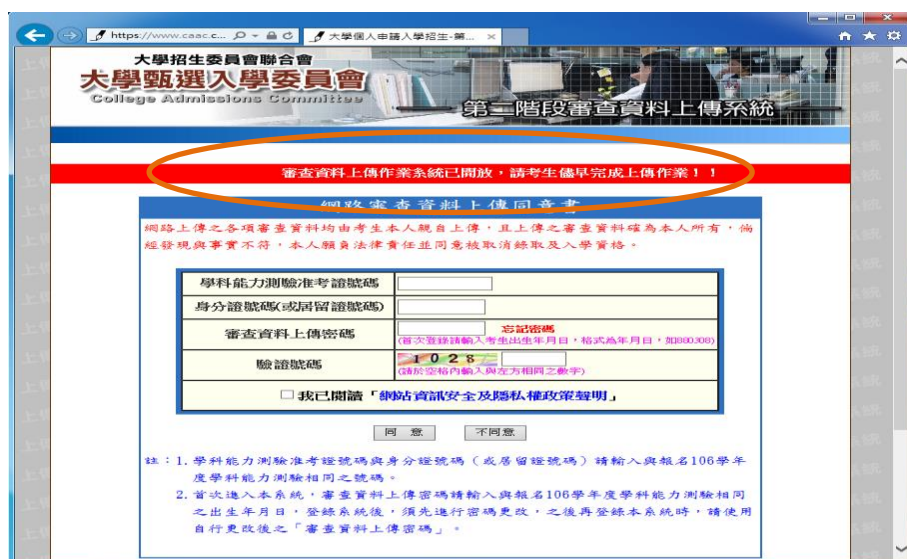 https://www.caac.c...
大學個人申請入學招生-第...
大學招生委員會聯合會
大學甄選入學委員會
College Admissions Committee
第二階段審查資料上傳系統
審查資料上傳作業系統已開放，請考生儘早完成上傳作業！！
網路審查資料上傳同意書
網路上傳之各項審查資料均由考生本人親自上傳，且上傳之審查資料確為本人所有，倘
經發現與事實不符，本人願負法律責任並同意核取消錄取及入學資格。
學科能力測驗准考證號碼
身分證號碼(或居留證號碼)
審查資料上傳密碼
忘記密碼
(首次登錄請輸入考生出生年月日，格式為年月日，如880308)
驗證號碼
1028
(請於空格內輸入與左方相同之數字)
我已閱讀「網站資訊安全及隱私權政策聲明」
同 意
不同意
註：1. 學科能力測驗准考證號碼與身分證號碼（或居留證號碼）請輸入與報名106學年
度學科能力測驗相同之號碼。
2. 首次進入本系統，審查資料上傳密碼請輸入與報名106學年度學科能力測驗相同
之出生年月日，登錄系統後，須先進行密碼更改，之後再登錄本系統時，請使用
自行更改後之「審查資料上傳密碼」。